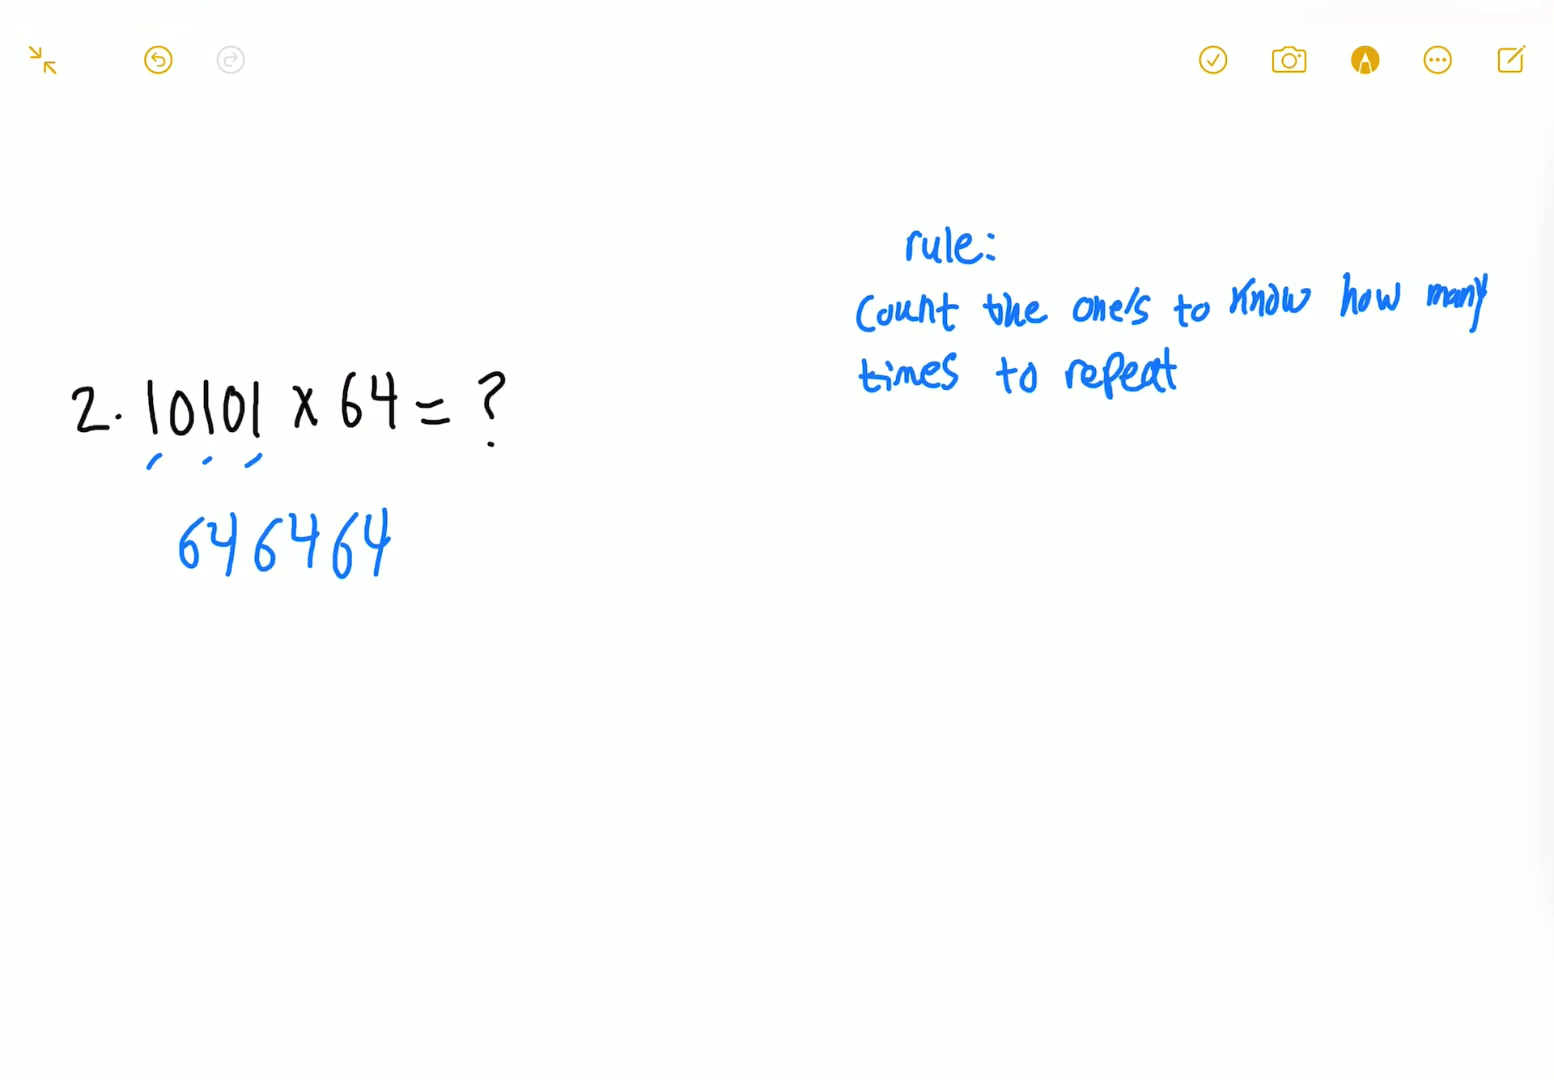 rule:
Count the one's to know how many
times to repeat
2. 10101 x 64 = ?
646464